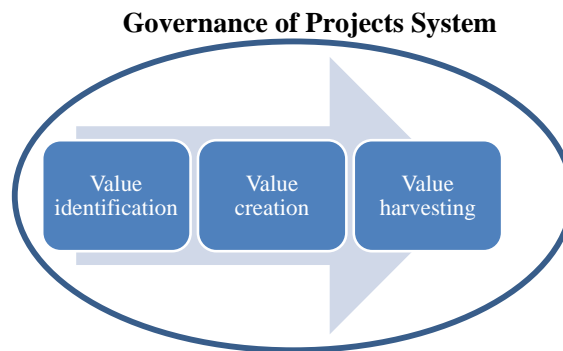 Governance of Projects System
Value
identification
Value
creation
Value
harvesting